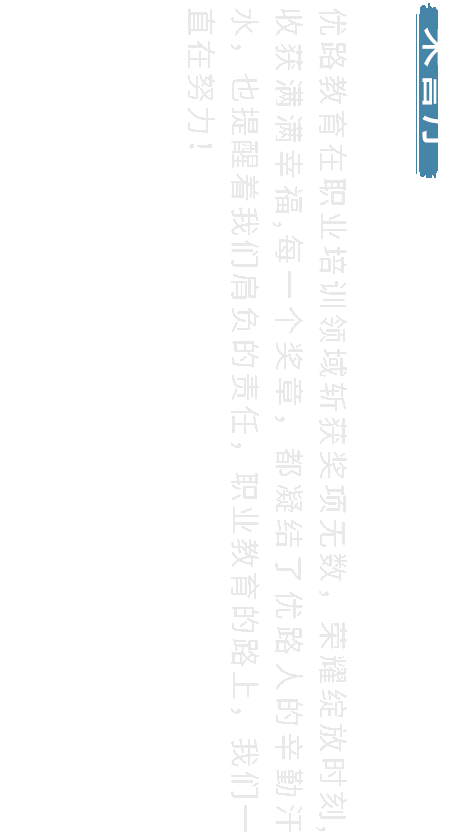 优路教育在职业培训领域斩获奖项无数，荣耀绽放时刻，
收获满满幸福,每一个奖章，都凝结了优路人的辛勤汗
水，也提醒着我们肩负的责任，职业教育的路上，我们一
直在努力！